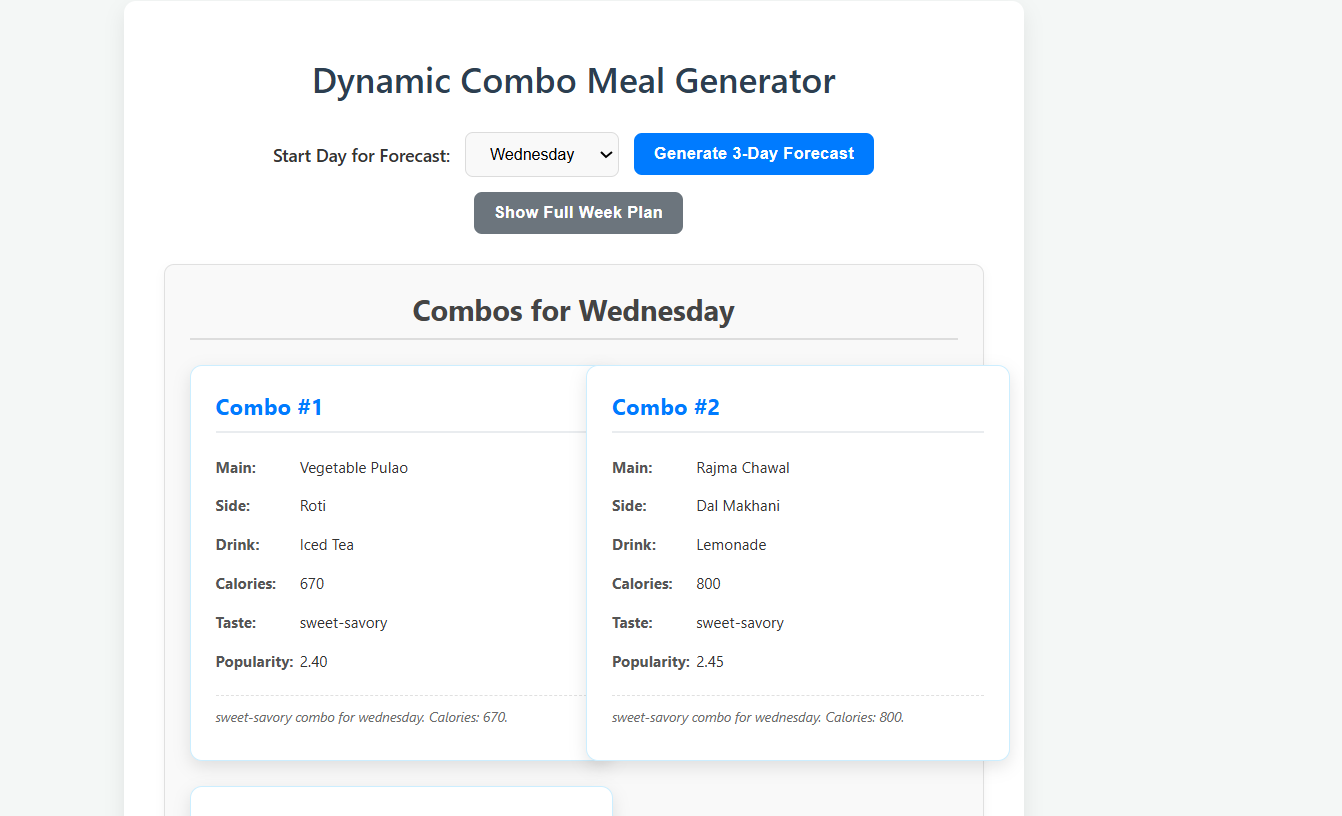 Dynamic Combo Meal Generator
Start Day for Forecast: Wednesday Generate 3-Day Forecast
Show Full Week Plan
Combos for Wednesday
Combo #1
Main: Vegetable Pulao
Side: Roti
Drink: Iced Tea
Calories: 670
Taste: sweet-savory
Popularity: 2.40
sweet-savory combo for wednesday. Calories: 670.
Combo #2
Main: Rajma Chawal
Side: Dal Makhani
Drink: Lemonade
Calories: 800
Taste: sweet-savory
Popularity: 2.45
sweet-savory combo for wednesday. Calories: 800.